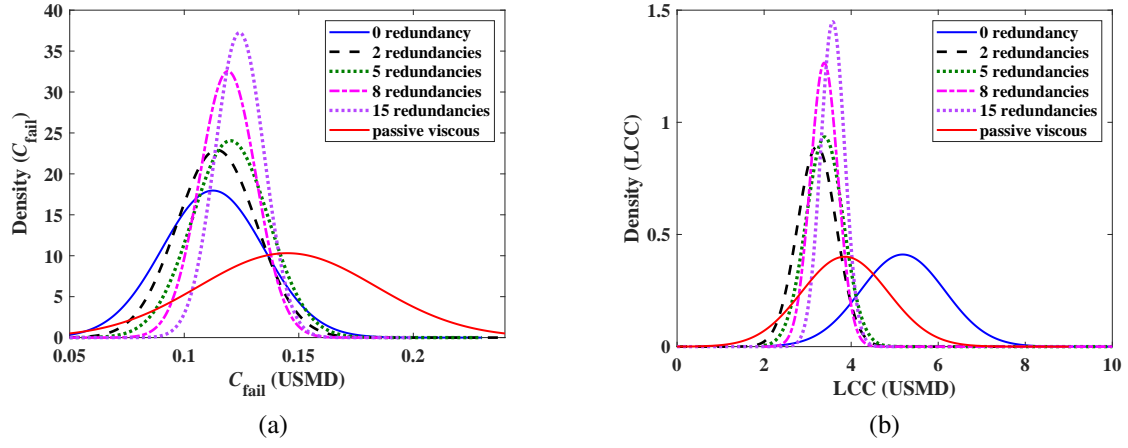 40
35
30
25
20
15
10
5
0
Density (C_fail)
0.05
0.1
0.15
0.2
C_fail (USMD)
0 redundancy
2 redundancies
5 redundancies
8 redundancies
15 redundancies
passive viscous
(a)
1.5
1
0.5
0
Density (LCC)
0
2
4
6
8
10
LCC (USMD)
0 redundancy
2 redundancies
5 redundancies
8 redundancies
15 redundancies
passive viscous
(b)